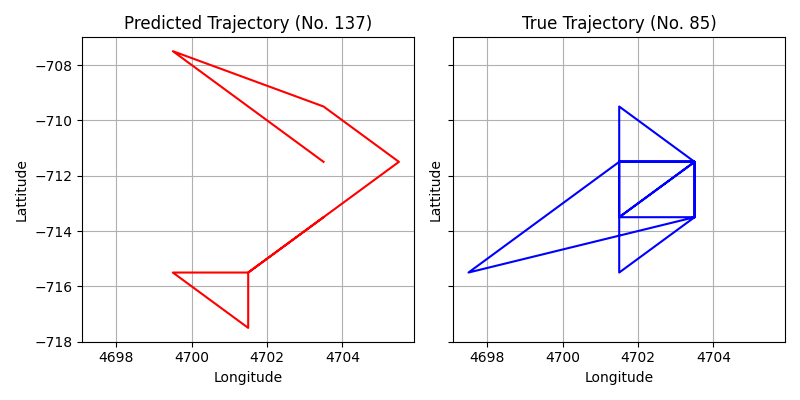 Predicted Trajectory (No. 137)
True Trajectory (No. 85)
−708
−710
−712
−714
−716
−718
Lattitude
Lattitude
4698
4700
4702
4704
4698
4700
4702
4704
Longitude
Longitude